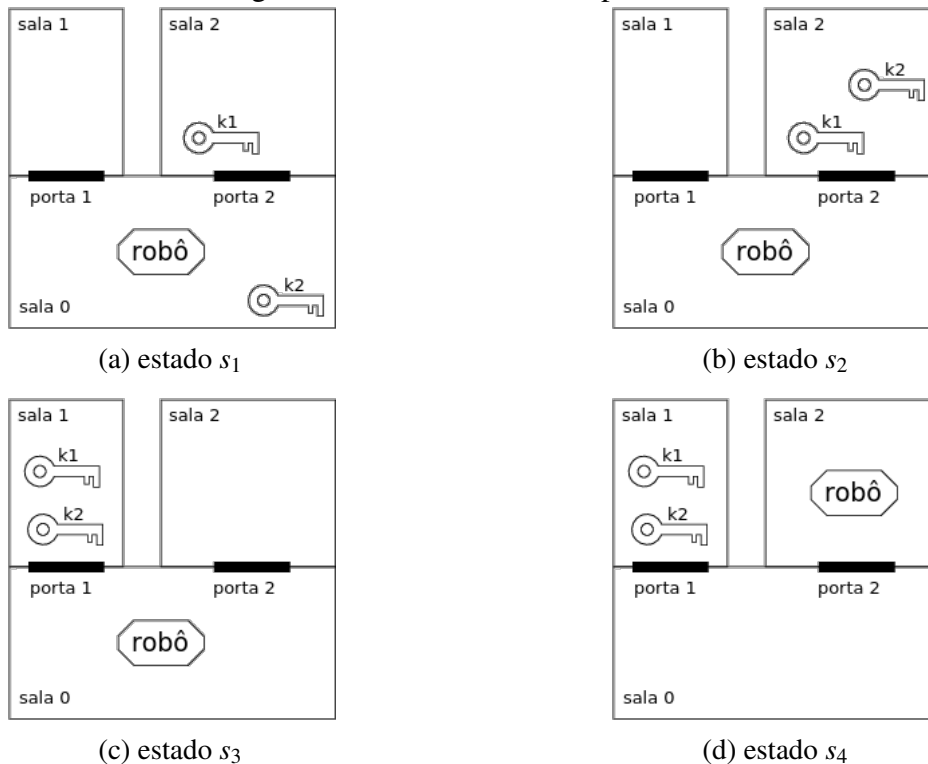 sala 1
sala 2
k1
porta 1
porta 2
robô
k2
sala 0
(a) estado s1
sala 1
sala 2
k2
k1
porta 1
porta 2
robô
sala 0
(b) estado s2
sala 1
sala 2
k1
k2
porta 1
porta 2
robô
sala 0
(c) estado s3
sala 1
sala 2
k1
robô
k2
porta 1
porta 2
sala 0
(d) estado s4